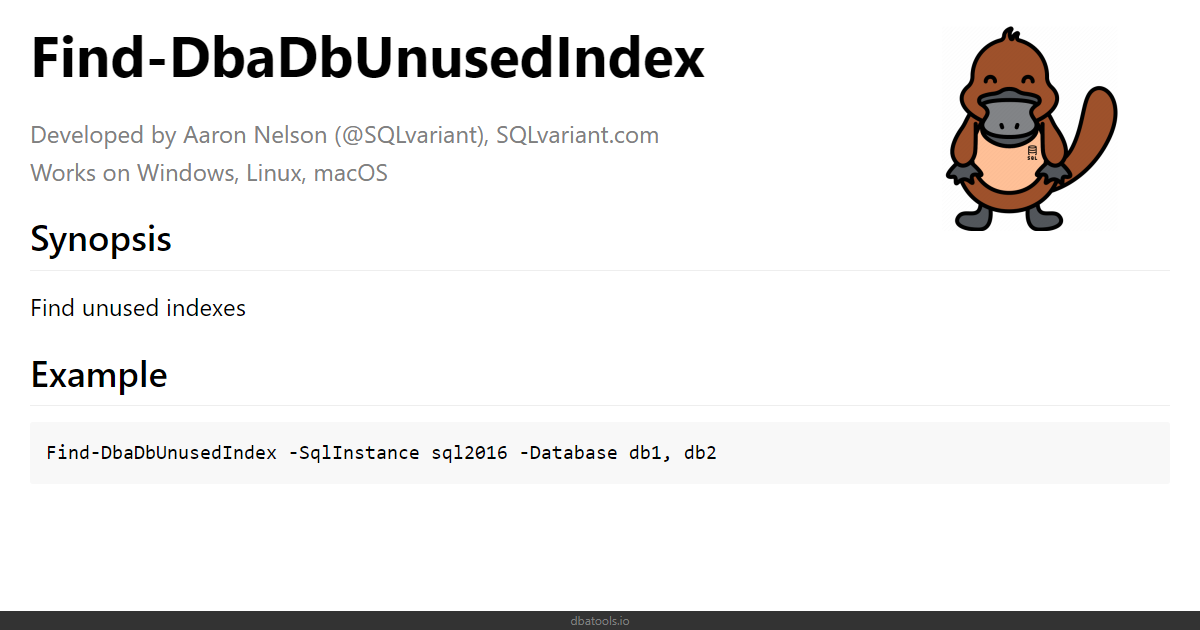 Find-DbaDbUnusedIndex
Developed by Aaron Nelson (@SQLvariant), SQLvariant.com
Works on Windows, Linux, macOS
SQL
Synopsis
Find unused indexes
Example
Find-DbaDbUnusedIndex -SqlInstance sql2016 -Database db1, db2
dbatools.io